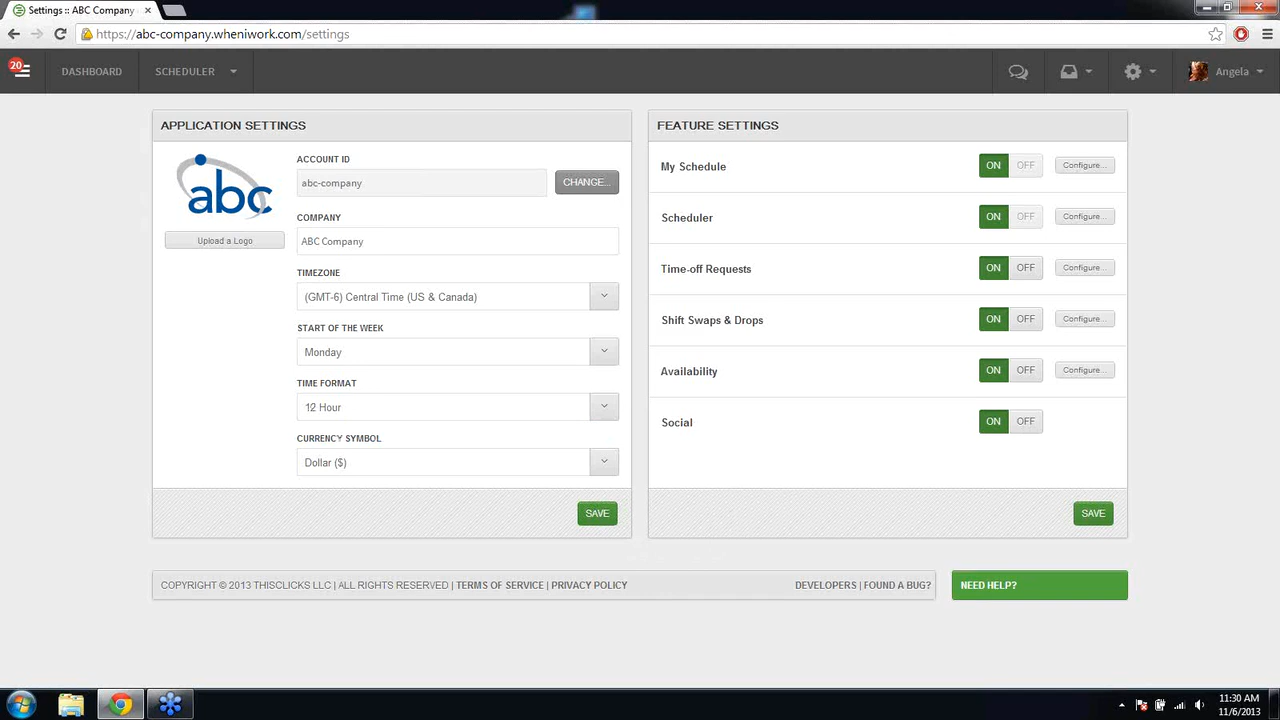 Settings :: ABC Company
https://abc-company.wheniwork.com/settings
20
DASHBOARD
SCHEDULER
Angela
APPLICATION SETTINGS
abc
Upload a Logo
ACCOUNT ID
abc-company
CHANGE...
COMPANY
ABC Company
TIMEZONE
(GMT-6) Central Time (US & Canada)
START OF THE WEEK
Monday
TIME FORMAT
12 Hour
CURRENCY SYMBOL
Dollar ($)
SAVE
FEATURE SETTINGS
My Schedule ON OFF Configure...
Scheduler ON OFF Configure...
Time-off Requests ON OFF Configure...
Shift Swaps & Drops ON OFF Configure...
Availability ON OFF Configure...
Social ON OFF
SAVE
COPYRIGHT © 2013 THISCLICKS LLC | ALL RIGHTS RESERVED | TERMS OF SERVICE | PRIVACY POLICY
DEVELOPERS | FOUND A BUG?
NEED HELP?
11:30 AM
11/6/2013